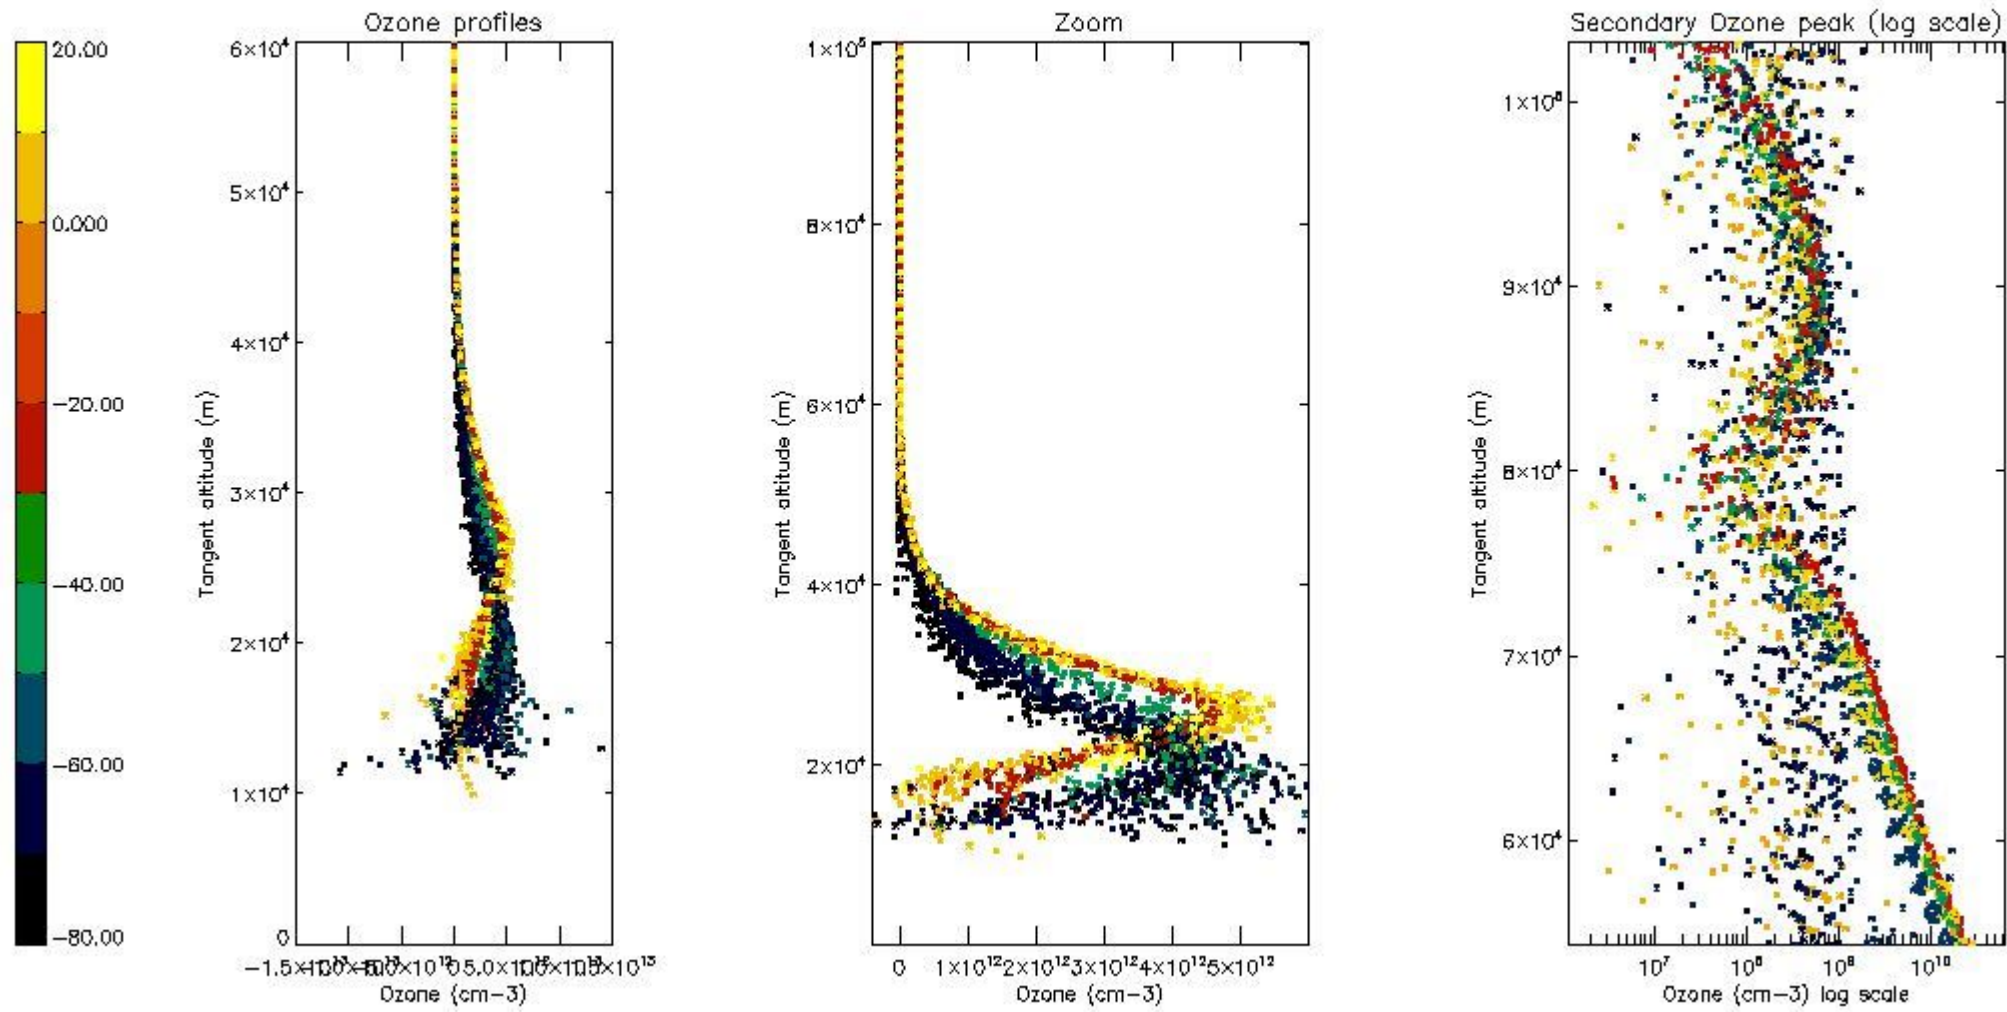 Ozone profiles
Zoom
Secondary Ozone peak (log scale)
20.00
0.000
−20.00
−40.00
−60.00
−80.00
6×10⁴
5×10⁴
4×10⁴
3×10⁴
2×10⁴
1×10⁴
0
Tangent altitude (m)
Ozone (cm−3)
1×10⁵
8×10⁴
6×10⁴
4×10⁴
2×10⁴
Tangent altitude (m)
0 1×10¹² 2×10¹² 3×10¹² 4×10¹² 5×10¹²
Ozone (cm−3)
9×10⁴
8×10⁴
7×10⁴
6×10⁴
Tangent altitude (m)
10⁷ 10⁸ 10⁹ 10¹⁰
Ozone (cm−3) log scale